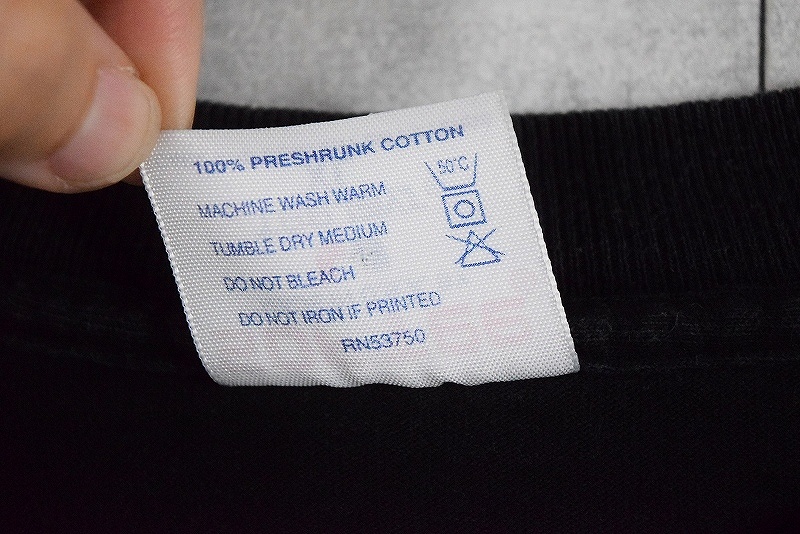 100% PRESHRUNK COTTON
50°C
MACHINE WASH WARM
TUMBLE DRY MEDIUM
DO NOT BLEACH
DO NOT IRON IF PRINTED
RN53750